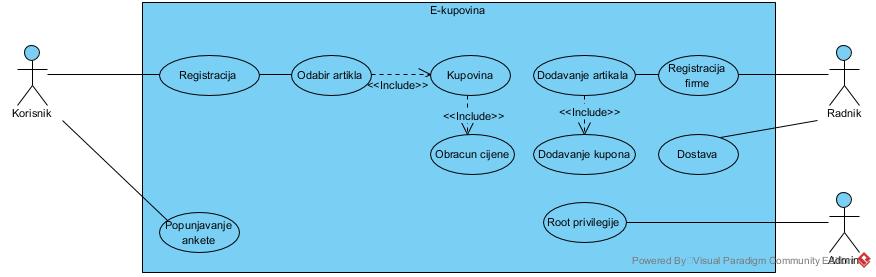 E-kupovina
Registracija
Odabir artikla
<<Include>>
Kupovina
Dodavanje artikala
Registracija
firme
Korisnik
Radnik
<<Include>>
<<Include>>
Obracun cijene
Dodavanje kupona
Dostava
Popunjavanje
ankete
Root privilegije
Admin
Powered By Visual Paradigm Community